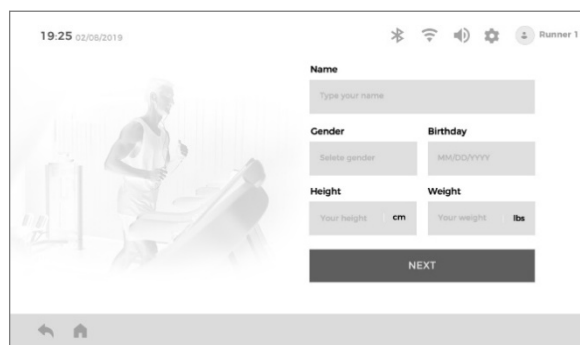 19:25 02/06/2019
Runner 1
Name
Type your name
Gender Birthday
Selete gender MM/DD/YYYY
Height Weight
Your height cm Your weight lbs
NEXT